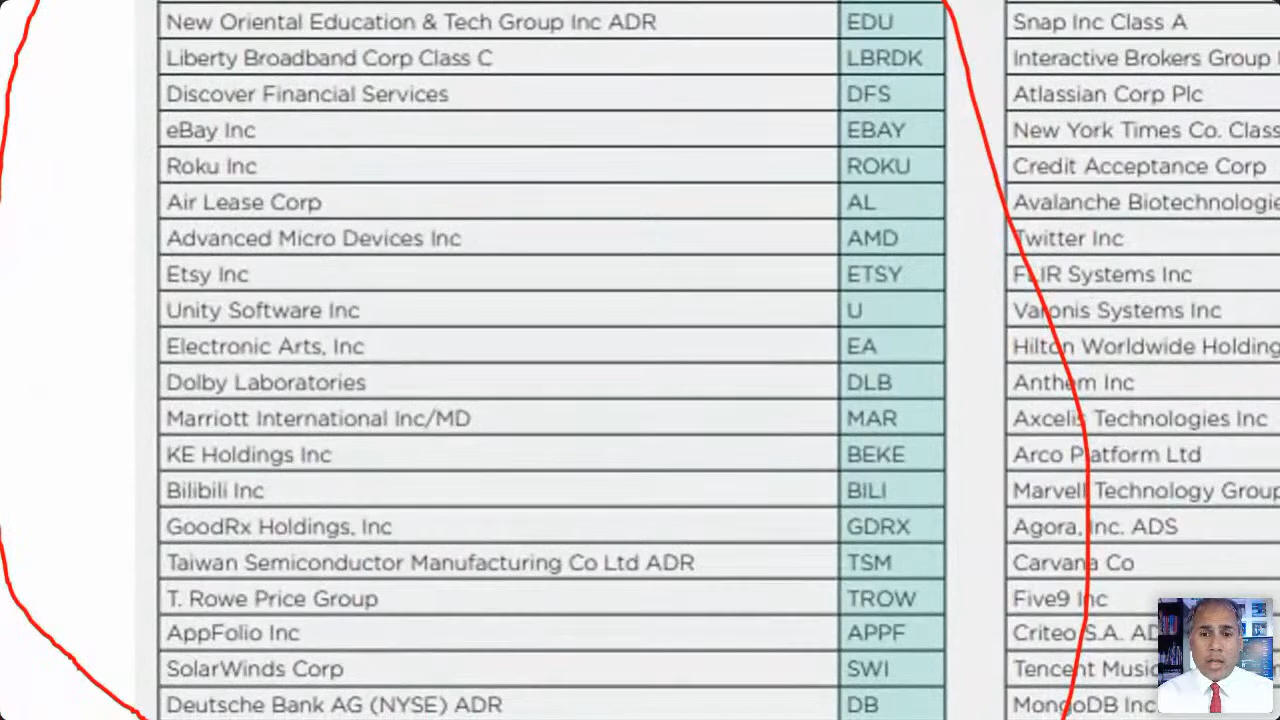 New Oriental Education & Tech Group Inc ADR EDU Snap Inc Class A
Liberty Broadband Corp Class C LBRDK Interactive Brokers Group
Discover Financial Services DFS Atlassian Corp Plc
eBay Inc EBAY New York Times Co. Class
Roku Inc ROKU Credit Acceptance Corp
Air Lease Corp AL Avalanche Biotechnologie
Advanced Micro Devices Inc AMD Twitter Inc
Etsy Inc ETSY FLIR Systems Inc
Unity Software Inc U Varonis Systems Inc
Electronic Arts, Inc EA Hilton Worldwide Holding
Dolby Laboratories DLB Anthem Inc
Marriott International Inc/MD MAR Axcelis Technologies Inc
KE Holdings Inc BEKE Arco Platform Ltd
Bilibili Inc BILI Marvell Technology Group
GoodRx Holdings, Inc GDRX Agora, Inc. ADS
Taiwan Semiconductor Manufacturing Co Ltd ADR TSM Carvana Co
T. Rowe Price Group TROW Five9 Inc
AppFolio Inc APPF Criteo S.A. AD
SolarWinds Corp SWI Tencent Music
Deutsche Bank AG (NYSE) ADR DB MongoDB Inc